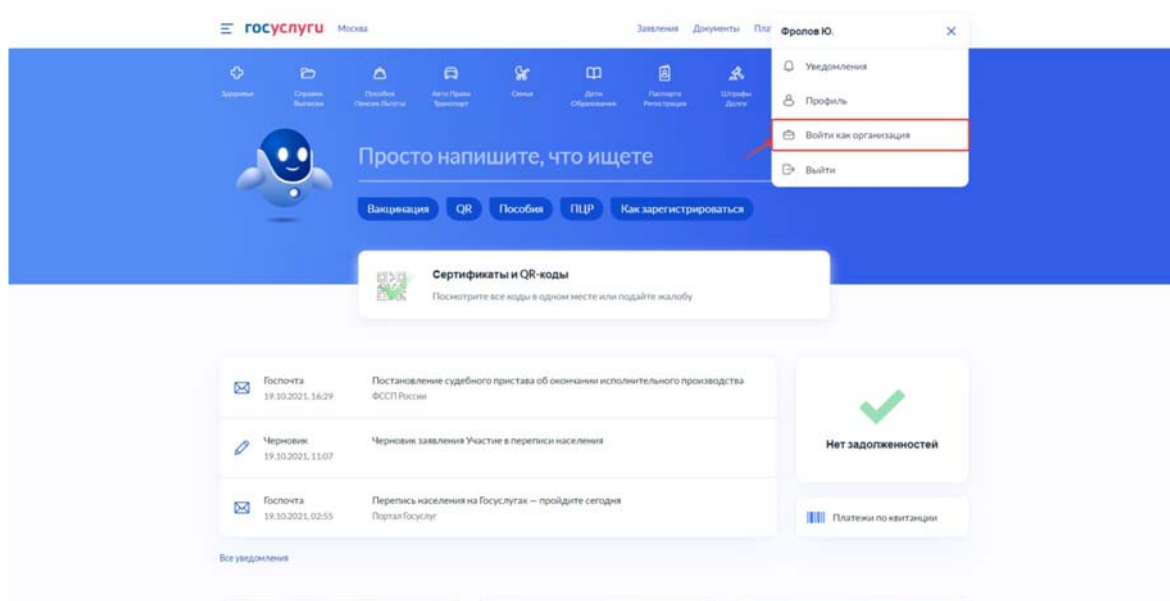 госуслуги Москва Заявления Документы Пла
Фролов Ю.
Уведомления
Профиль
Войти как организация
Выйти
Здоровье
Справки
Выписки
Пособия
Пенсия Льготы
Авто Права
Транспорт
Семья
Дети
Образование
Паспорта
Регистрация
Штрафы
Долги
Просто напишите, что ищете
Вакцинация QR Пособия ПЦР Как зарегистрироваться
Сертификаты и QR-коды
Посмотрите все коды в одном месте или подайте жалобу
Госпочта Постановление судебного пристава об окончании исполнительного производства
19.10.2021, 16:29 ФССП России
Черновик Черновик заявления Участие в переписи населения
19.10.2021, 11:07
Госпочта Перепись населения на Госуслугах — пройдите сегодня
19.10.2021, 02:55 Портал Госуслуг
Нет задолженностей
Платежи по квитанции
Все уведомления